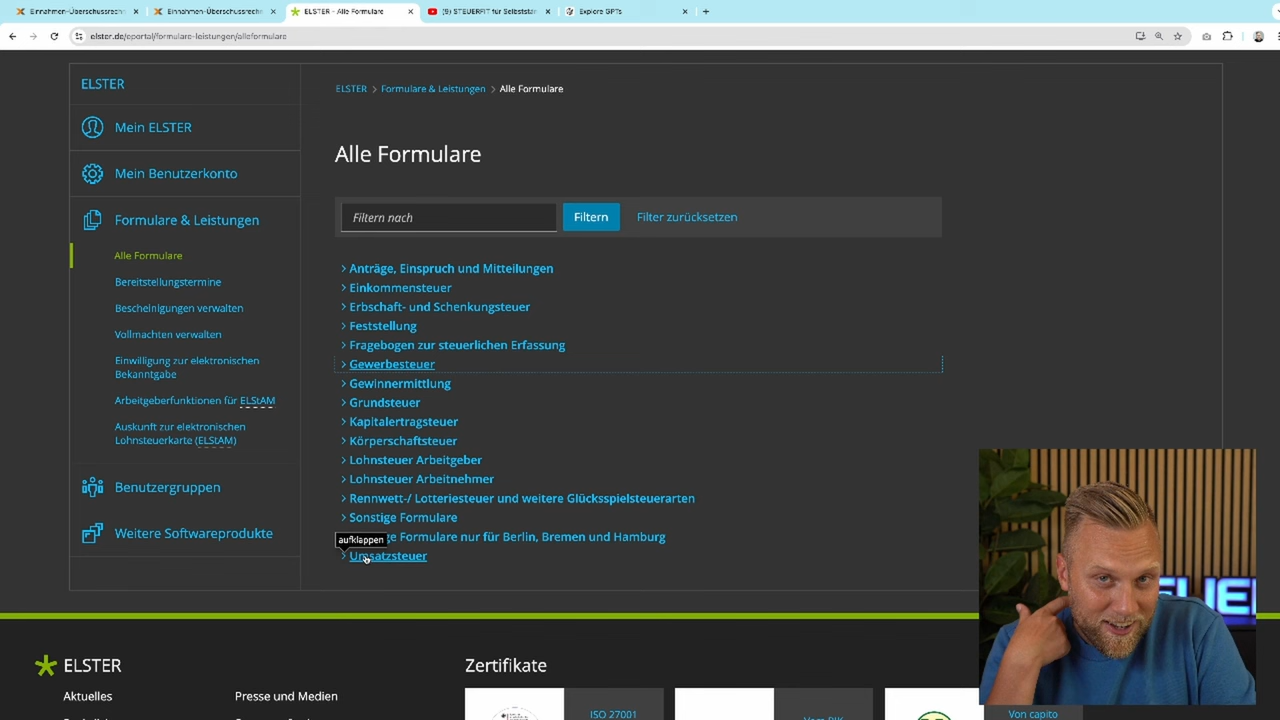 Einnahmen-Überschussrechn
Einnahmen-Überschussrechn
ELSTER - Alle Formulare
(9) STEUERFIT für Selbststä
Explore GPTs
elster.de/eportal/formulare-leistungen/alleformulare
ELSTER
Mein ELSTER
Mein Benutzerkonto
Formulare & Leistungen
Alle Formulare
Bereitstellungstermine
Bescheinigungen verwalten
Vollmachten verwalten
Einwilligung zur elektronischen
Bekanntgabe
Arbeitgeberfunktionen für ELStAM
Auskunft zur elektronischen
Lohnsteuerkarte (ELStAM)
Benutzergruppen
Weitere Softwareprodukte
ELSTER > Formulare & Leistungen > Alle Formulare
Alle Formulare
Filtern nach
Filtern
Filter zurücksetzen
Anträge, Einspruch und Mitteilungen
Einkommensteuer
Erbschaft- und Schenkungsteuer
Feststellung
Fragebogen zur steuerlichen Erfassung
Gewerbesteuer
Gewinnermittlung
Grundsteuer
Kapitalertragsteuer
Körperschaftsteuer
Lohnsteuer Arbeitgeber
Lohnsteuer Arbeitnehmer
Rennwett-/ Lotteriesteuer und weitere Glücksspielsteuerarten
Sonstige Formulare
ge Formulare nur für Berlin, Bremen und Hamburg
aufklappen
Umsatzsteuer
ELSTER
Aktuelles
Presse und Medien
Zertifikate
ISO 27001
Von capito